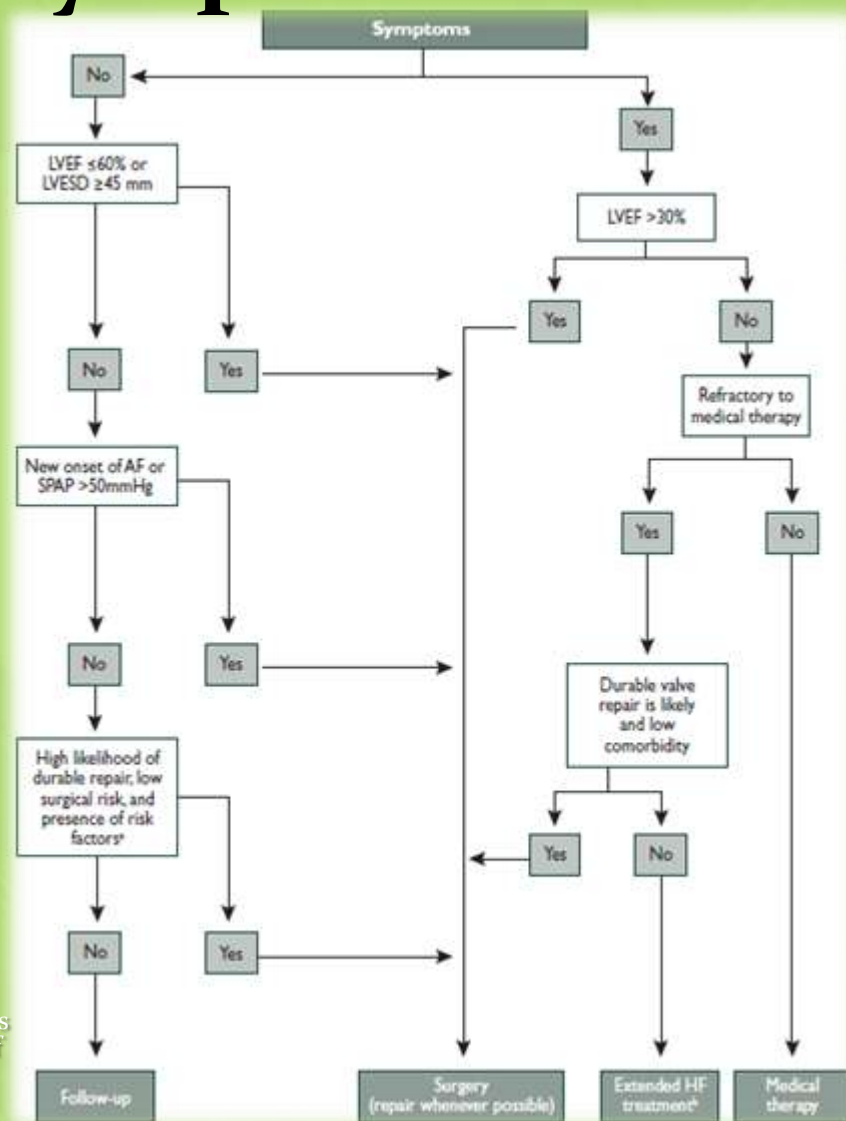 Symptoms
No
Yes
LVEF ≤60% or
LVESD ≥45 mm
LVEF >30%
Yes
No
No
Yes
Refractory to
medical therapy
New onset of AF or
SPAP >50mmHg
Yes
No
No
Yes
Durable valve
repair is likely
and low
comorbidity
High likelihood of
durable repair, low
surgical risk, and
presence of risk
factorsᵃ
Yes
No
No
Yes
Follow-up
Surgery
(repair whenever possible)
Extended HF
treatmentᵇ
Medical
therapy